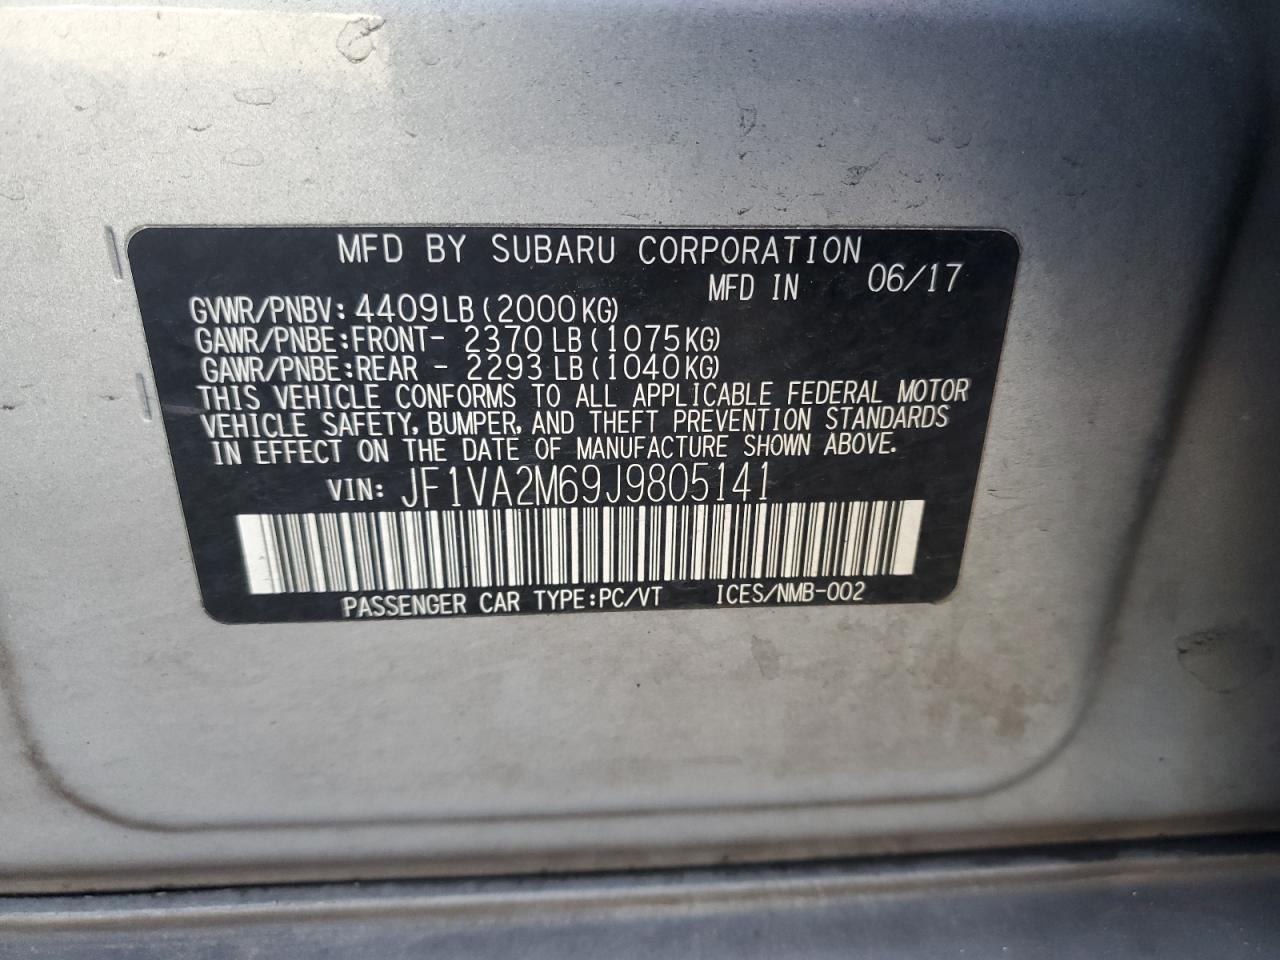 MFD BY SUBARU CORPORATION
MFD IN 06/17
GVWR/PNBV: 4409LB(2000KG)
GAWR/PNBE:FRONT- 2370LB(1075KG)
GAWR/PNBE:REAR - 2293LB(1040KG)
THIS VEHICLE CONFORMS TO ALL APPLICABLE FEDERAL MOTOR
VEHICLE SAFETY, BUMPER, AND THEFT PREVENTION STANDARDS
IN EFFECT ON THE DATE OF MANUFACTURE SHOWN ABOVE.
VIN: JF1VA2M69J9805141
PASSENGER CAR TYPE:PC/VT ICES/NMB-002